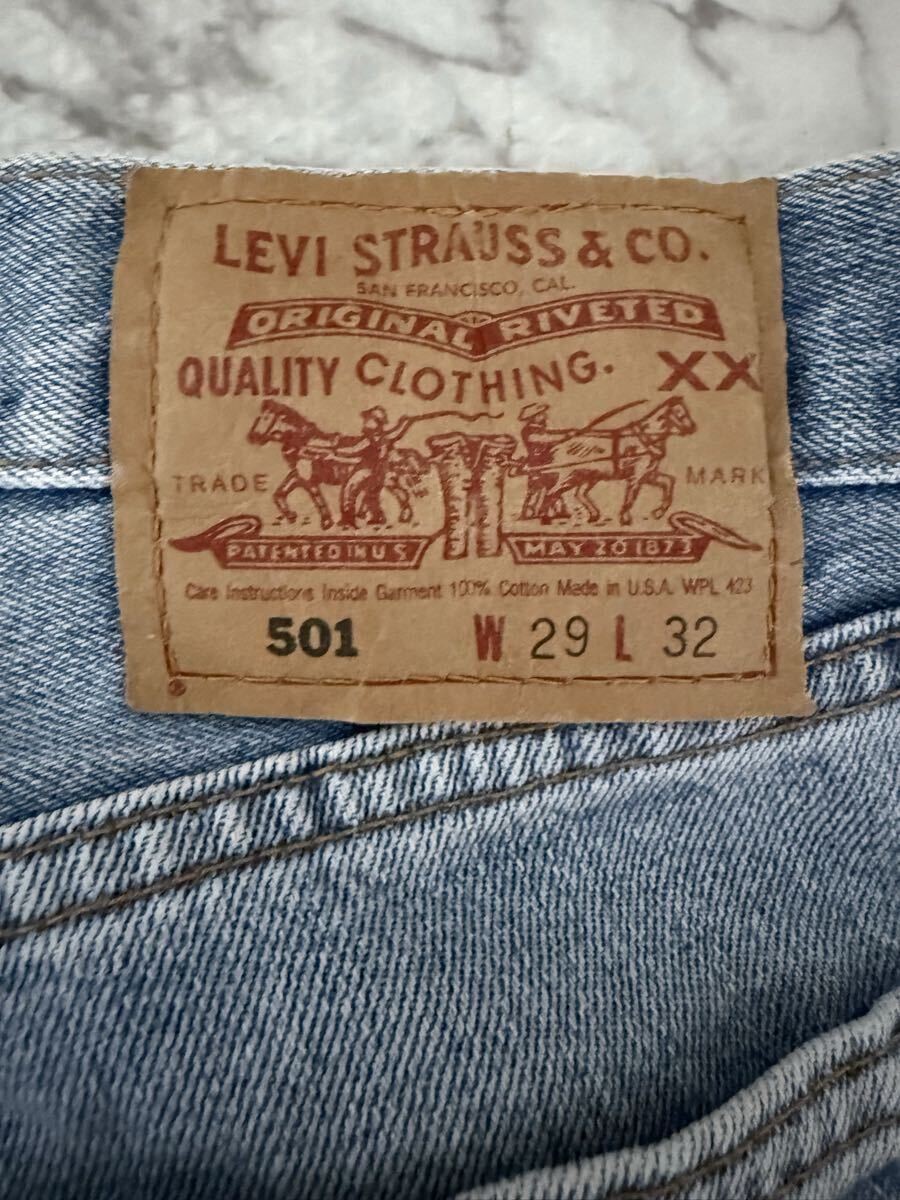 LEVI STRAUSS & CO.
SAN FRANCISCO, CAL.
ORIGINAL RIVETED
QUALITY CLOTHING. XX
TRADE MARK
PATENTED IN U S MAY 20 1873
Care Instructions Inside Garment 100% Cotton Made in U.S.A. WPL 423
501 W 29 L 32
®